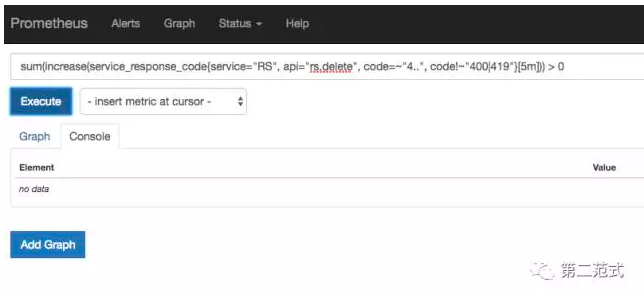 Prometheus Alerts Graph Status Help
sum(increase(service_response_code{service="RS", api="rs.delete", code=~"4..", code!~"400|419"}[5m])) > 0
Execute - insert metric at cursor -
Graph Console
Element Value
no data
Add Graph
第二范式